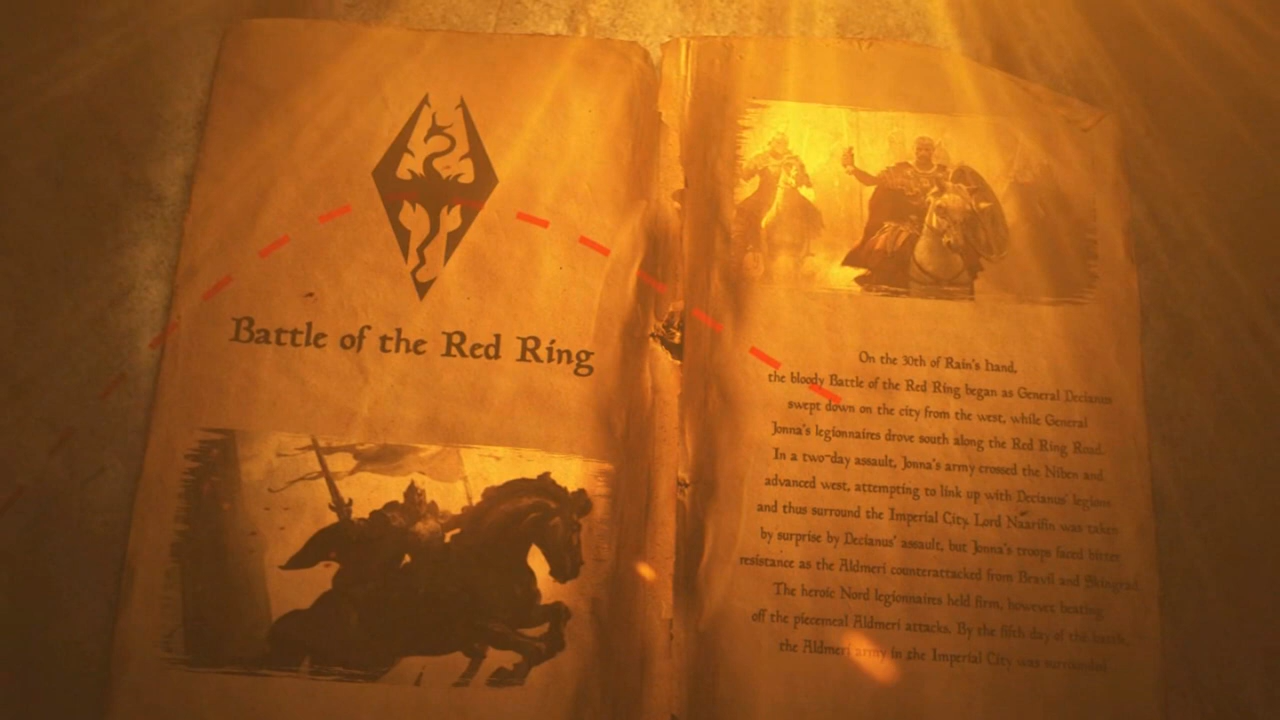 Battle of the Red Ring
On the 30th of Rain's hand,
the bloody Battle of the Red Ring began as General Decianus
swept down on the city from the west, while General
Jonna's legionnaires drove south along the Red Ring Road.
In a two-day assault, Jonna's army crossed the Niben and
advanced west, attempting to link up with Decianus' legions
and thus surround the Imperial City. Lord Naarifin was taken
by surprise by Decianus' assault, but Jonna's troops faced bitter
resistance as the Aldmeri counterattacked from Bravil and Skingrad.
The heroic Nord legionnaires held firm, however beating
off the piecemeal Aldmeri attacks. By the fifth day of the battle,
the Aldmeri army in the Imperial City was surrounded.